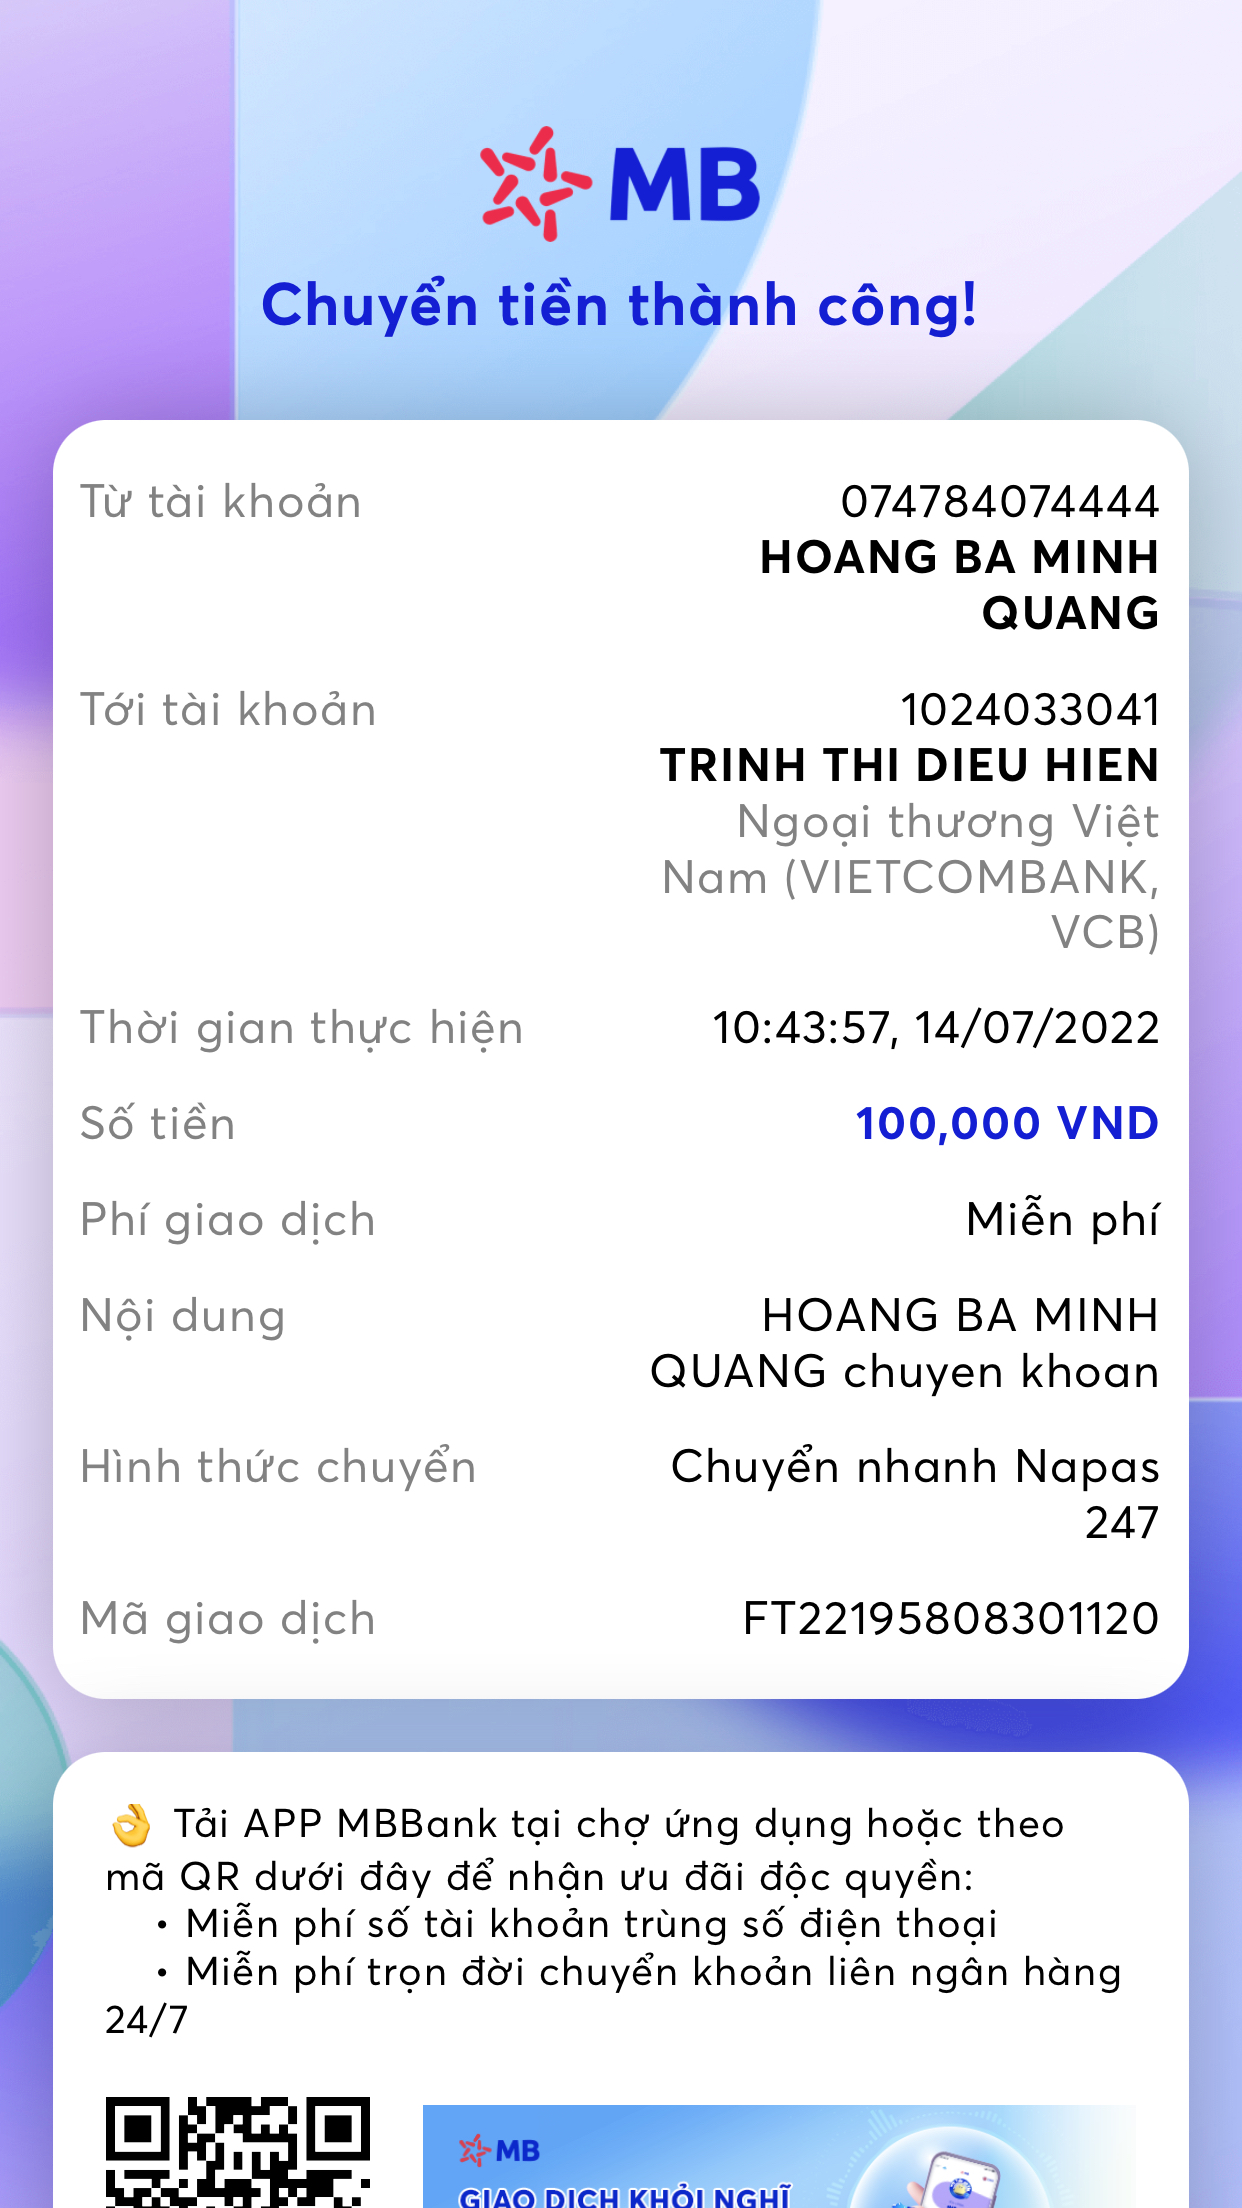 MB
Chuyển tiền thành công!
Từ tài khoản
074784074444
HOANG BA MINH
QUANG
Tới tài khoản
1024033041
TRINH THI DIEU HIEN
Ngoại thương Việt
Nam (VIETCOMBANK,
VCB)
Thời gian thực hiện
10:43:57, 14/07/2022
Số tiền
100,000 VND
Phí giao dịch
Miễn phí
Nội dung
HOANG BA MINH
QUANG chuyen khoan
Hình thức chuyển
Chuyển nhanh Napas
247
Mã giao dịch
FT22195808301120
👌 Tải APP MBBank tại chợ ứng dụng hoặc theo
mã QR dưới đây để nhận ưu đãi độc quyền:
• Miễn phí số tài khoản trùng số điện thoại
• Miễn phí trọn đời chuyển khoản liên ngân hàng
24/7
MB
GIAO DỊCH KHỎI NGHĨ